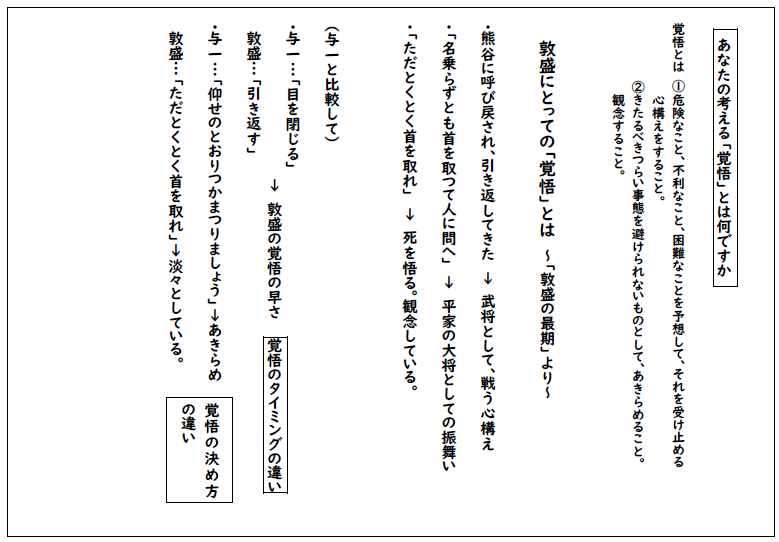 あなたの考える「覚悟」とは何ですか
覚悟とは　①危険なこと、不利なこと、困難なことを予想して、それを受け止める
心構えをすること。
②きたるべきつらい事態を避けられないものとして、あきらめること。
観念すること。
敦盛にとっての「覚悟」とは　～「敦盛の最期」より～
・熊谷に呼び戻され、引き返してきた　→　武将として、戦う心構え
・「名乗らずとも首を取つて人に問へ」　→　平家の大将としての振舞い
・「ただとくとく首を取れ」　→　死を悟る。観念している。
（与一と比較して）
・与一…「目を閉じる」
→　敦盛の覚悟の早さ　覚悟のタイミングの違い
敦盛…「引き返す」
・与一…「仰せのとおりつかまつりましょう」→あきらめ
敦盛…「ただとくとく首を取れ」→淡々としている。
覚悟の決め方
の違い